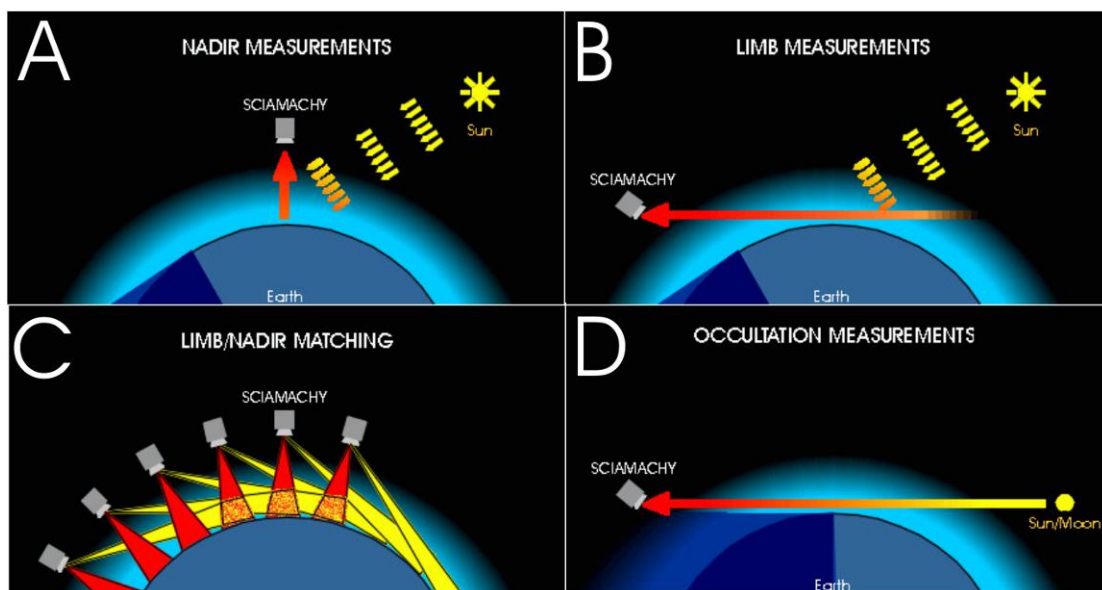 A
NADIR MEASUREMENTS
SCIAMACHY
Sun
Earth
B
LIMB MEASUREMENTS
Sun
SCIAMACHY
Earth
C
LIMB/NADIR MATCHING
SCIAMACHY
D
OCCULTATION MEASUREMENTS
SCIAMACHY
Sun/Moon
Earth